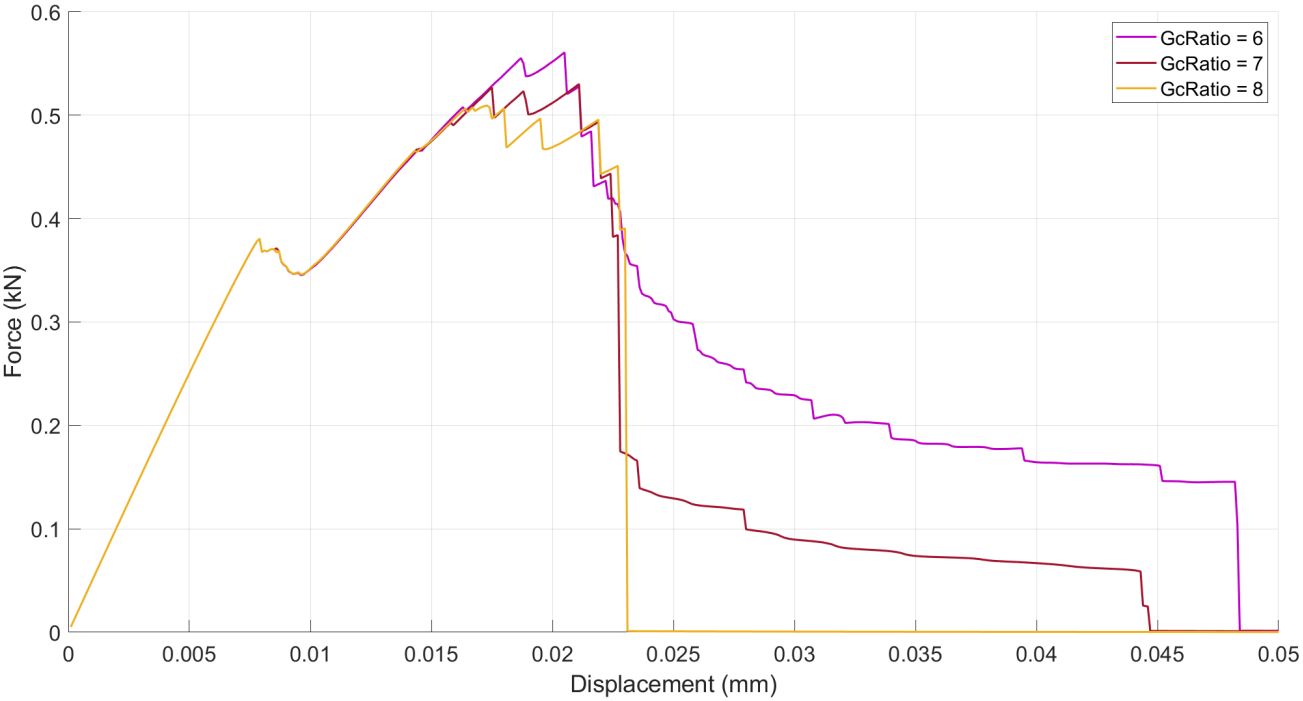 0.6
0.5
0.4
0.3
0.2
0.1
0
Force (kN)
GcRatio = 6
GcRatio = 7
GcRatio = 8
0 0.005 0.01 0.015 0.02 0.025 0.03 0.035 0.04 0.045 0.05
Displacement (mm)